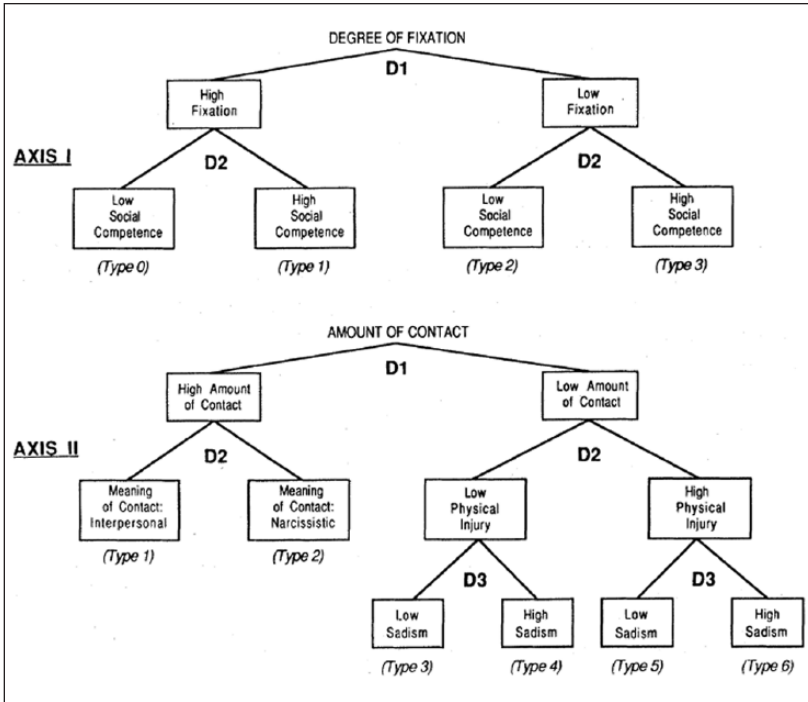 DEGREE OF FIXATION
D1
High
Fixation
Low
Fixation
AXIS I
D2
D2
Low
Social
Competence
High
Social
Competence
Low
Social
Competence
High
Social
Competence
(Type 0)
(Type 1)
(Type 2)
(Type 3)
AMOUNT OF CONTACT
D1
High Amount
of Contact
Low Amount
of Contact
AXIS II
D2
D2
Meaning
of Contact:
Interpersonal
Meaning
of Contact:
Narcissistic
Low
Physical
Injury
High
Physical
Injury
(Type 1)
(Type 2)
D3
D3
Low
Sadism
High
Sadism
Low
Sadism
High
Sadism
(Type 3)
(Type 4)
(Type 5)
(Type 6)